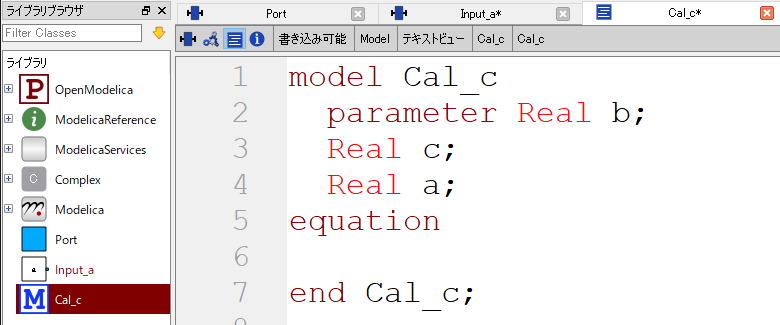 ライブラリブラウザ
Filter Classes
ライブラリ
P OpenModelica
i ModelicaReference
ModelicaServices
C Complex
m Modelica
Port
a Input_a
M Cal_c
Port
Input_a*
Cal_c*
i
書き込み可能
Model
テキストビュー
Cal_c
Cal_c
1 model Cal_c
2 parameter Real b;
3 Real c;
4 Real a;
5 equation
6
7 end Cal_c;